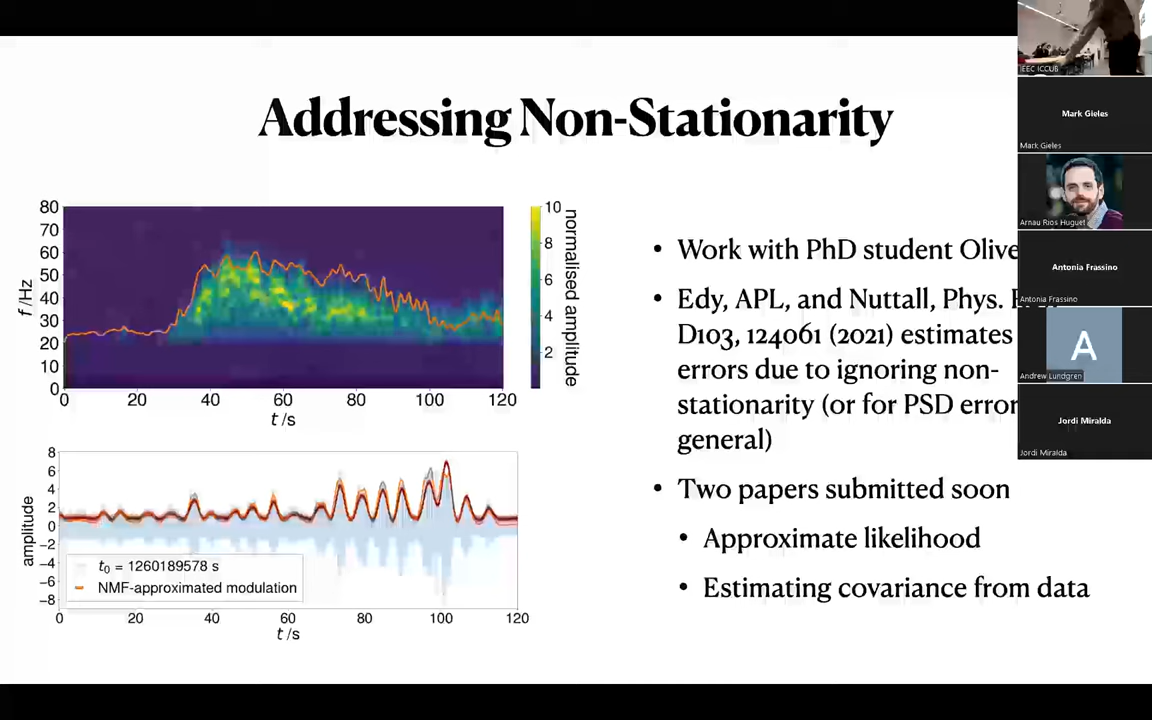 Addressing Non-Stationarity
80
70
60
50
40
30
20
10
0
f/Hz
0 20 40 60 80 100 120
t/s
10
8
6
4
2
normalised amplitude
8
6
4
2
0
−2
−4
−6
−8
amplitude
t0 = 1260189578 s
NMF-approximated modulation
0 20 40 60 80 100 120
t/s
• Work with PhD student Olive
• Edy, APL, and Nuttall, Phys.
D103, 124061 (2021) estimates
errors due to ignoring non-
stationarity (or for PSD error
general)
• Two papers submitted soon
• Approximate likelihood
• Estimating covariance from data
IEEC ICCUB
Mark Gieles
Mark Gieles
Arnau Rios Huguet
Antonia Frassino
Antonia Frassino
A
Andrew Lundgren
Jordi Miralda
Jordi Miralda